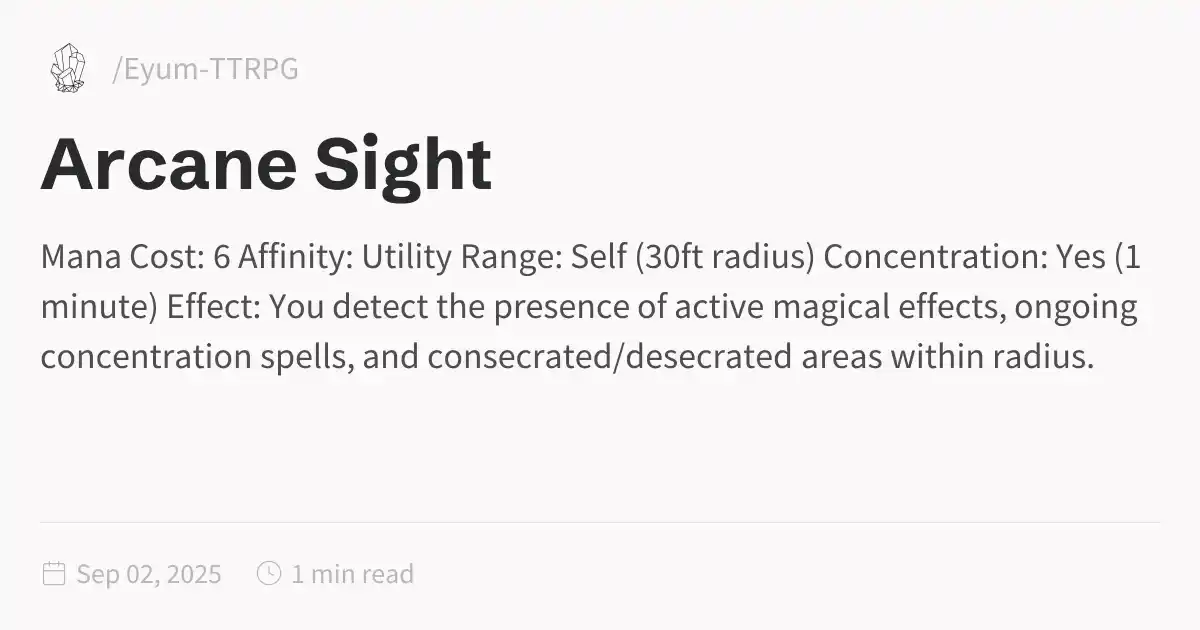 /Eyum-TTRPG
Arcane Sight
Mana Cost: 6 Affinity: Utility Range: Self (30ft radius) Concentration: Yes (1
minute) Effect: You detect the presence of active magical effects, ongoing
concentration spells, and consecrated/desecrated areas within radius.
Sep 02, 2025 1 min read